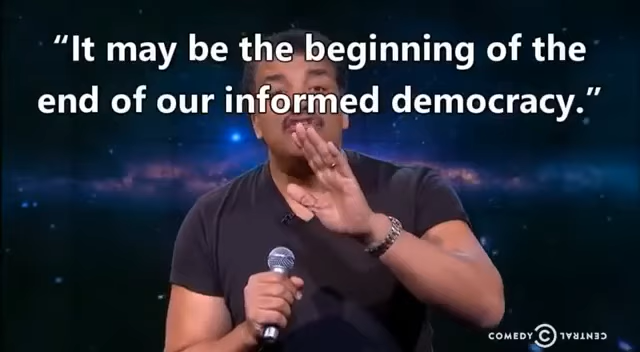 “It may be the beginning of the
end of our informed democracy.”
COMEDY CENTRAL